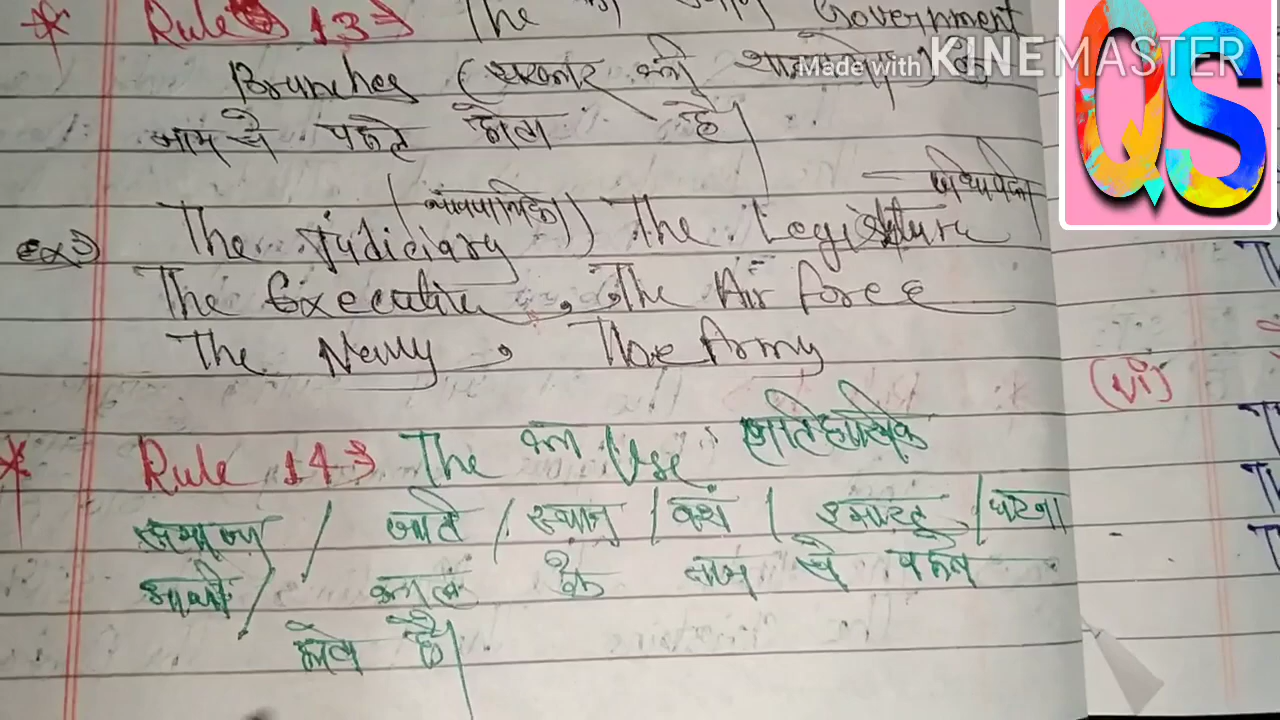 * Rule 13⇒ The का Government
Made with KINEMASTER
QS
Branches (सरकार की शाखाओं) के
नाम से पहले होता है।
(न्यायपालिका)
Ex⇒ The Judiciary, The Legislature
The Executive, The Air force
The Navy, The Army
(vi)
* Rule 14⇒ The का Use ऐतिहासिक
/ जाति / स्थान / वंश / इमारत / घटना
काल के नाम से पहले
होता है।